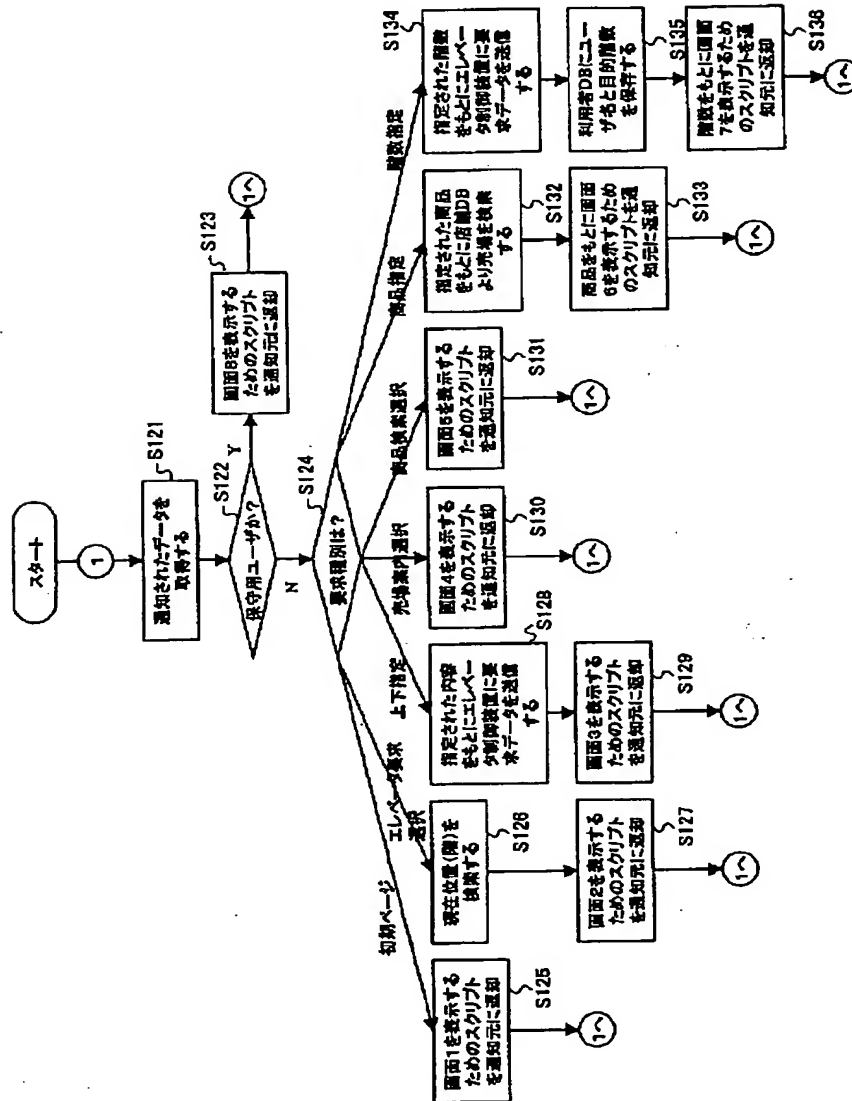 スタート
1
通知されたデータを
取得する
S121
保守用ユーザか?
S122
Y
N
画面8を表示する
ためのスクリプト
を通知元に返却
S123
1へ
要求種別は?
S124
初期ページ
画面1を表示する
ためのスクリプト
を通知元に返却
S125
1へ
エレベータ要求
選択
現在位置(階)を
検索する
S126
画面2を表示する
ためのスクリプト
を通知元に返却
S127
1へ
上下指定
指定された内容
をもとにエレベー
タ制御装置に要
求データを送信
する
S128
画面3を表示する
ためのスクリプト
を通知元に返却
S129
1へ
売場案内選択
画面4を表示する
ためのスクリプト
を通知元に返却
S130
1へ
商品検索選択
画面5を表示する
ためのスクリプト
を通知元に返却
S131
1へ
商品指定
指定された商品
をもとに店舗DB
より売場を検索す
る
S132
商品をもとに画面
6を表示するため
のスクリプトを通
知元に返却
S133
1へ
階数指定
指定された階数
をもとにエレベー
タ制御装置に要
求データを送信
する
S134
利用者DBにユー
ザ名と目的階数
を保存する
S135
階数をもとに画面
7を表示するため
のスクリプトを通
知元に返却
S136
1へ